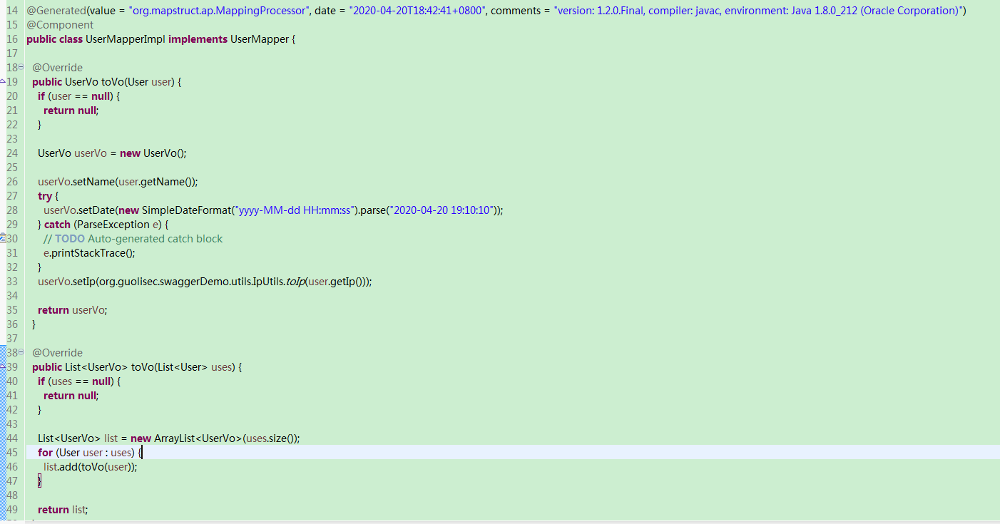 14 @Generated(value = "org.mapstruct.ap.MappingProcessor", date = "2020-04-20T18:42:41+0800", comments = "version: 1.2.0.Final, compiler: javac, environment: Java 1.8.0_212 (Oracle Corporation)")
15 @Component
16 public class UserMapperImpl implements UserMapper {
17
18 @Override
19 public UserVo toVo(User user) {
20 if (user == null) {
21 return null;
22 }
23
24 UserVo userVo = new UserVo();
25
26 userVo.setName(user.getName());
27 try {
28 userVo.setDate(new SimpleDateFormat("yyyy-MM-dd HH:mm:ss").parse("2020-04-20 19:10:10"));
29 } catch (ParseException e) {
30 // TODO Auto-generated catch block
31 e.printStackTrace();
32 }
33 userVo.setIp(org.guolisec.swaggerDemo.utils.IpUtils.toIp(user.getIp()));
34
35 return userVo;
36 }
37
38 @Override
39 public List<UserVo> toVo(List<User> uses) {
40 if (uses == null) {
41 return null;
42 }
43
44 List<UserVo> list = new ArrayList<UserVo>(uses.size());
45 for (User user : uses) {
46 list.add(toVo(user));
47 }
48
49 return list;